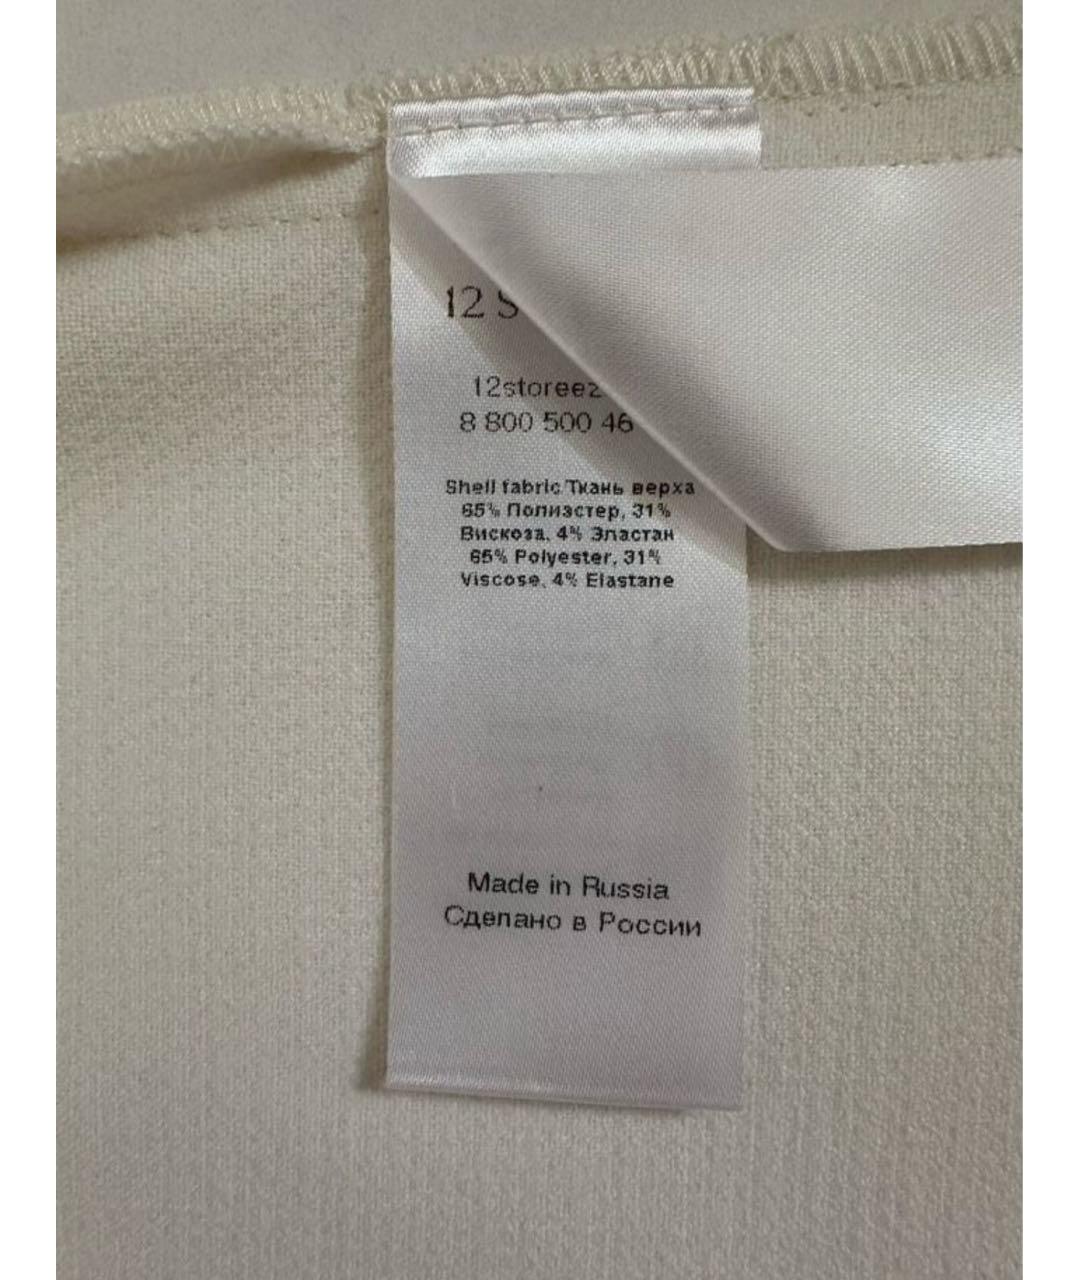 12 S
12storeez
8 800 500 46
Shell fabric/Ткань верха
65% Полиэстер, 31%
Вискоза, 4% Эластан
65% Polyester, 31%
Viscose, 4% Elastane
Made in Russia
Сделано в России